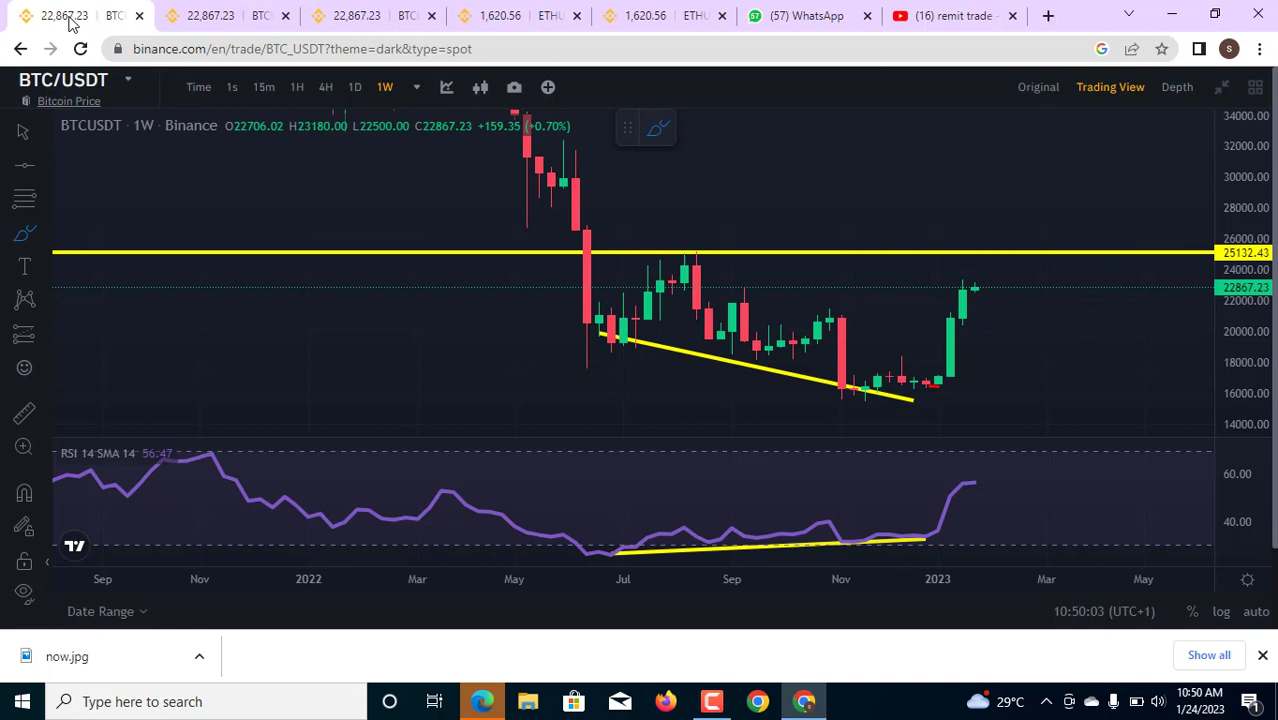 22,867.23 BTC
22,867.23 BTC
22,867.23 BTC
1,620.56 ETHU
1,620.56 ETHU
(57) WhatsApp
(16) remit trade -
binance.com/en/trade/BTC_USDT?theme=dark&type=spot
BTC/USDT
Bitcoin Price
Time 1s 15m 1H 4H 1D 1W
Original Trading View Depth
BTCUSDT · 1W · Binance O22706.02 H23180.00 L22500.00 C22867.23 +159.35 (+0.70%)
34000.00
32000.00
30000.00
28000.00
26000.00
25132.43
24000.00
22867.23
22000.00
20000.00
18000.00
16000.00
14000.00
RSI 14 SMA 14 56.47
60.00
40.00
Sep Nov 2022 Mar May Jul Sep Nov 2023 Mar May
Date Range 10:50:03 (UTC+1) % log auto
now.jpg Show all
Type here to search
29°C
10:50 AM
1/24/2023